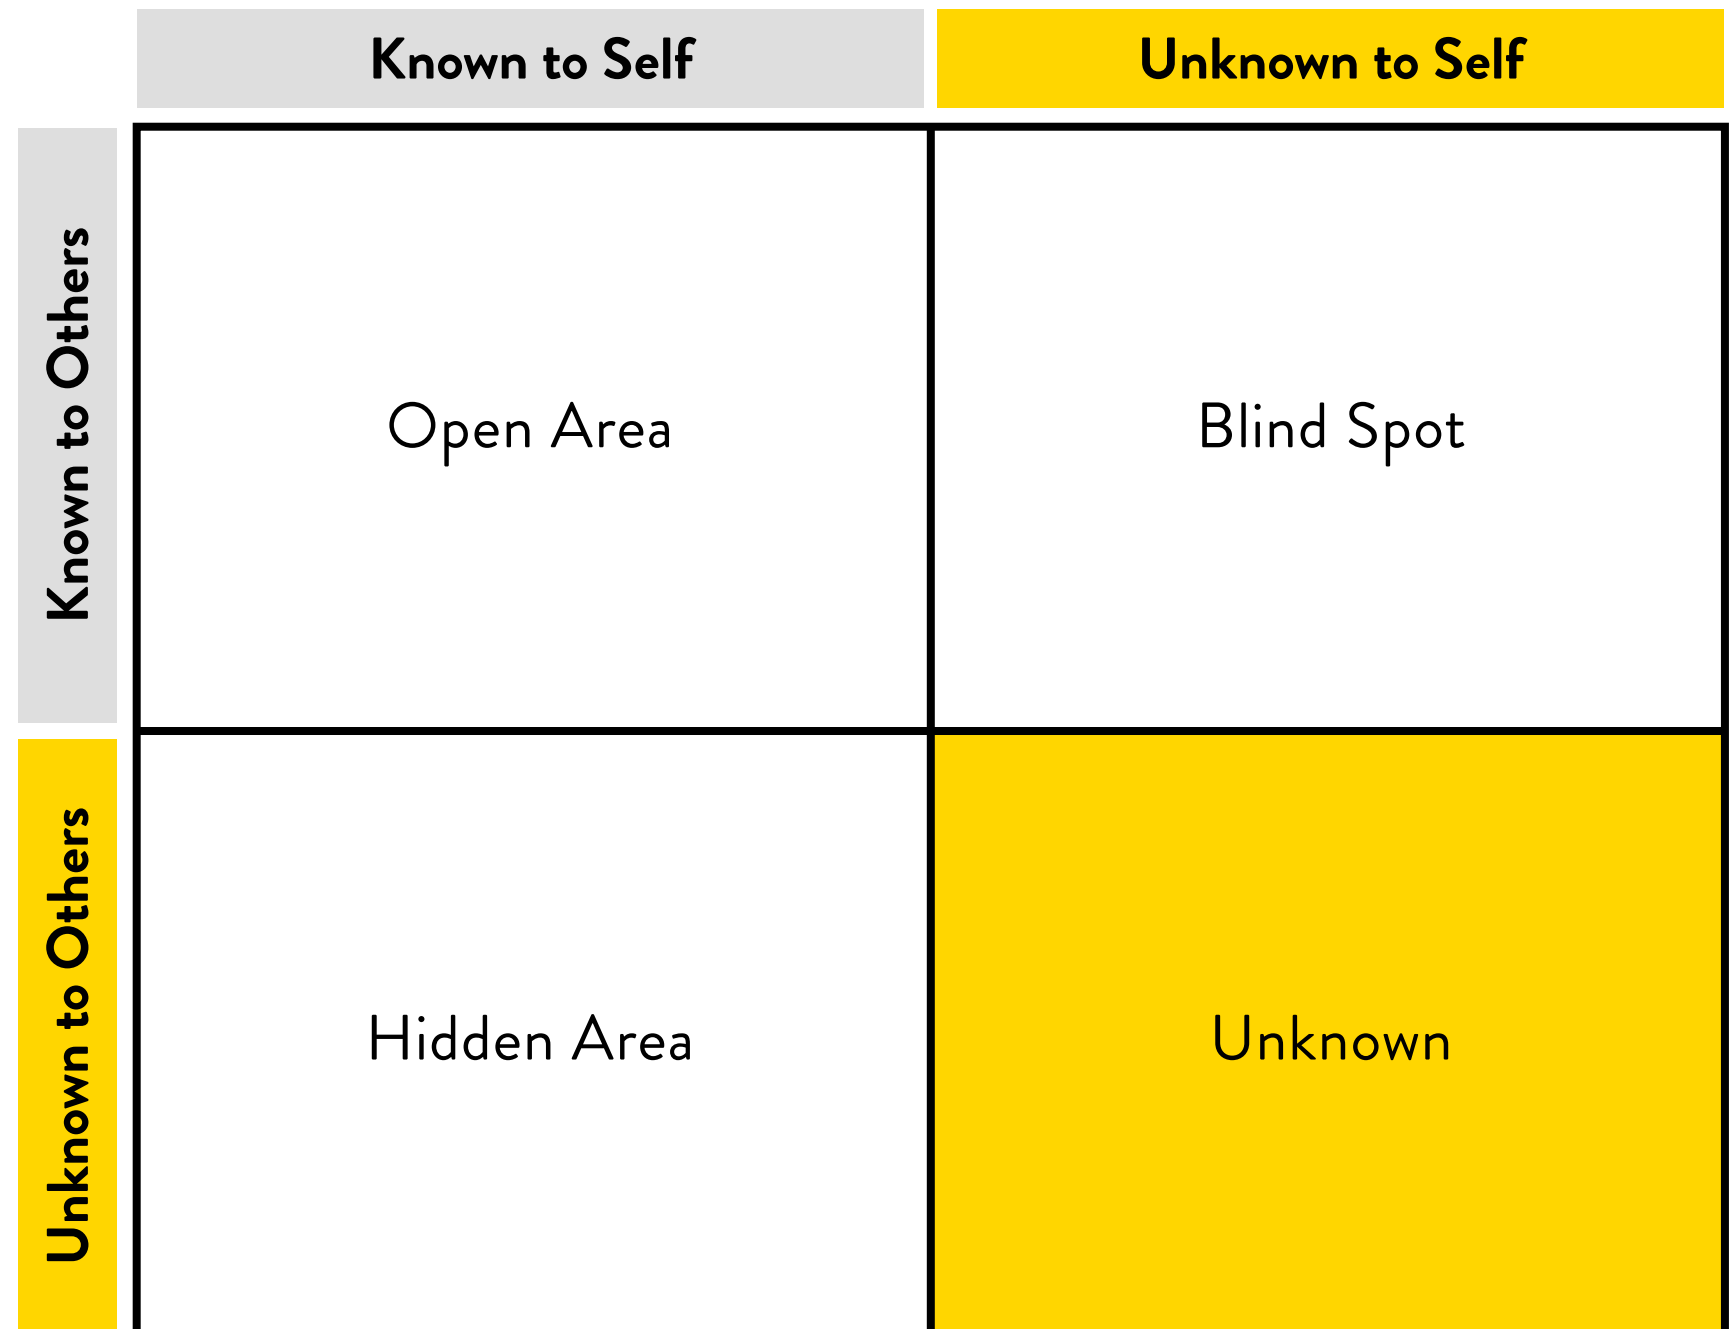 Known to Self
Unknown to Self
Known to Others
Open Area
Blind Spot
Unknown to Others
Hidden Area
Unknown